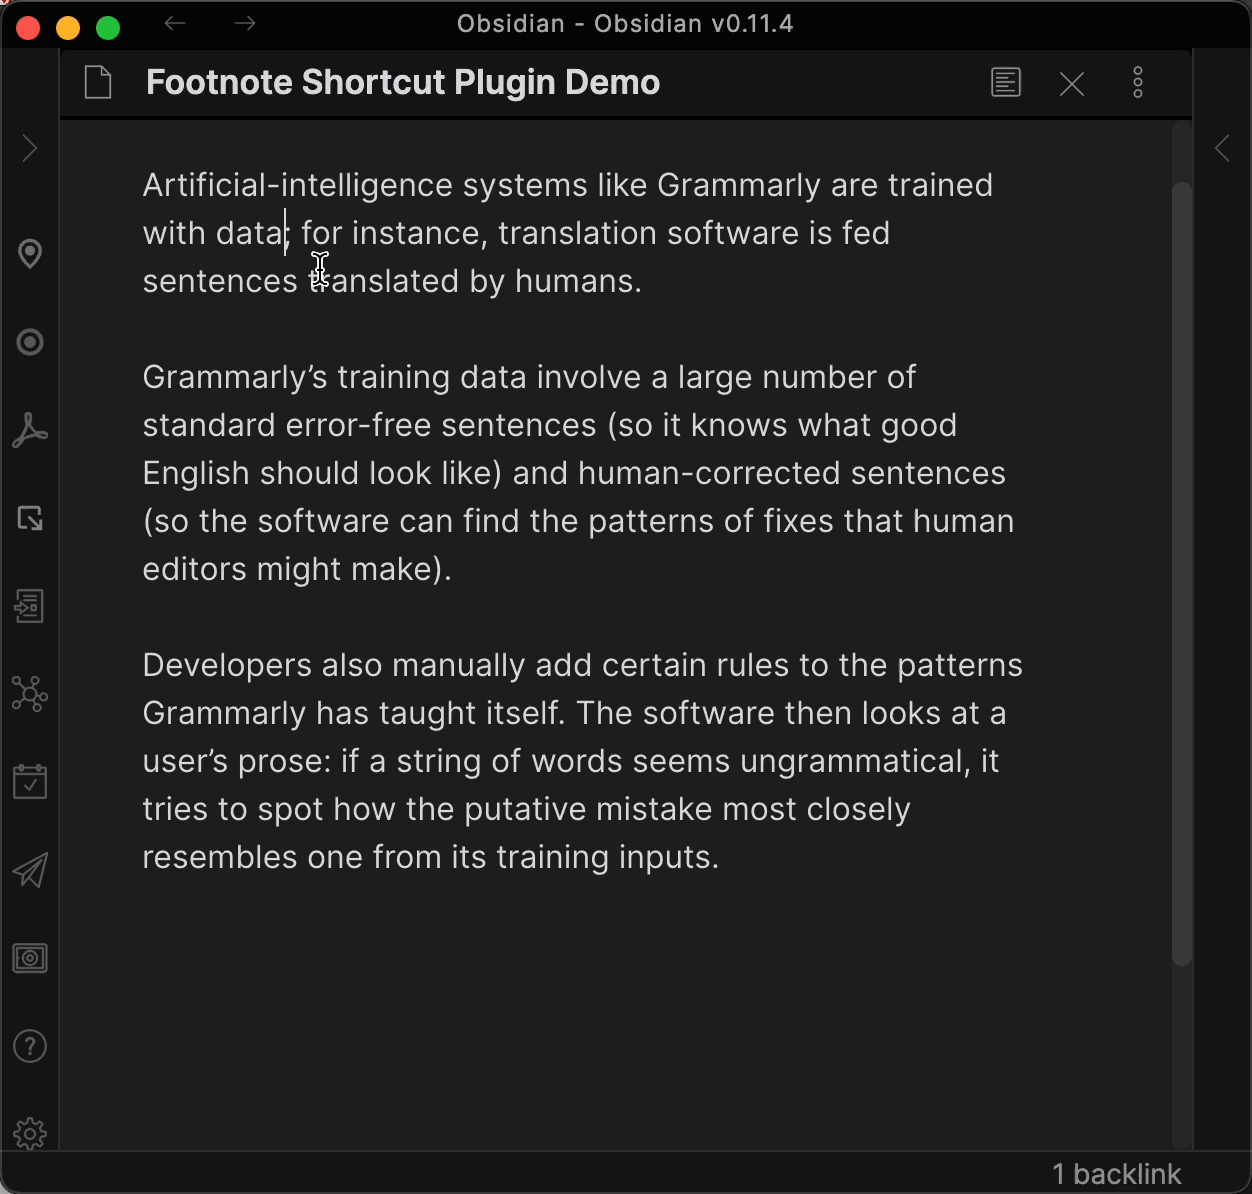 Obsidian - Obsidian v0.11.4
Footnote Shortcut Plugin Demo
Artificial-intelligence systems like Grammarly are trained
with data; for instance, translation software is fed
sentences translated by humans.
Grammarly’s training data involve a large number of
standard error-free sentences (so it knows what good
English should look like) and human-corrected sentences
(so the software can find the patterns of fixes that human
editors might make).
Developers also manually add certain rules to the patterns
Grammarly has taught itself. The software then looks at a
user’s prose: if a string of words seems ungrammatical, it
tries to spot how the putative mistake most closely
resembles one from its training inputs.
1 backlink